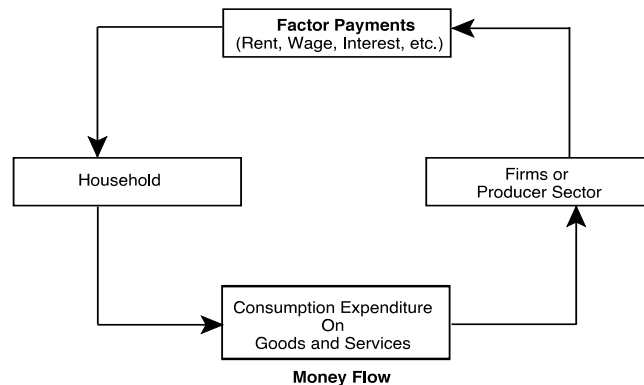 Factor Payments
(Rent, Wage, Interest, etc.)
Household
Firms or
Producer Sector
Consumption Expenditure
On
Goods and Services
Money Flow